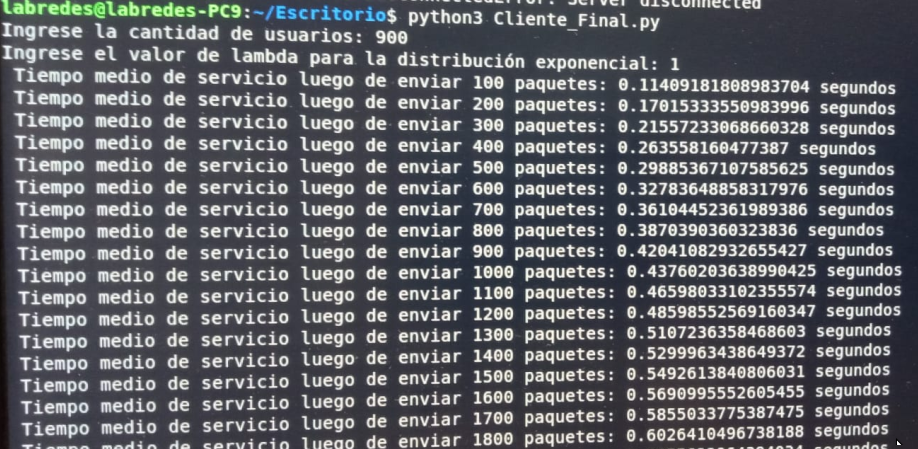 Server disconnected
labredes@labredes-PC9:~/Escritorio$ python3 Cliente_Final.py
Ingrese la cantidad de usuarios: 900
Ingrese el valor de lambda para la distribución exponencial: 1
Tiempo medio de servicio luego de enviar 100 paquetes: 0.11409181808983704 segundos
Tiempo medio de servicio luego de enviar 200 paquetes: 0.17015333550983996 segundos
Tiempo medio de servicio luego de enviar 300 paquetes: 0.21557233068660328 segundos
Tiempo medio de servicio luego de enviar 400 paquetes: 0.263558160477387 segundos
Tiempo medio de servicio luego de enviar 500 paquetes: 0.29885367107585625 segundos
Tiempo medio de servicio luego de enviar 600 paquetes: 0.32783648858317976 segundos
Tiempo medio de servicio luego de enviar 700 paquetes: 0.36104452361989386 segundos
Tiempo medio de servicio luego de enviar 800 paquetes: 0.3870390360323836 segundos
Tiempo medio de servicio luego de enviar 900 paquetes: 0.42041082932655427 segundos
Tiempo medio de servicio luego de enviar 1000 paquetes: 0.43760203638990425 segundos
Tiempo medio de servicio luego de enviar 1100 paquetes: 0.46598033102355574 segundos
Tiempo medio de servicio luego de enviar 1200 paquetes: 0.48598552569160347 segundos
Tiempo medio de servicio luego de enviar 1300 paquetes: 0.5107236358468603 segundos
Tiempo medio de servicio luego de enviar 1400 paquetes: 0.5299963438649372 segundos
Tiempo medio de servicio luego de enviar 1500 paquetes: 0.5492613840806031 segundos
Tiempo medio de servicio luego de enviar 1600 paquetes: 0.5690995552605455 segundos
Tiempo medio de servicio luego de enviar 1700 paquetes: 0.5855033775387475 segundos
Tiempo medio de servicio luego de enviar 1800 paquetes: 0.6026410496738188 segundos